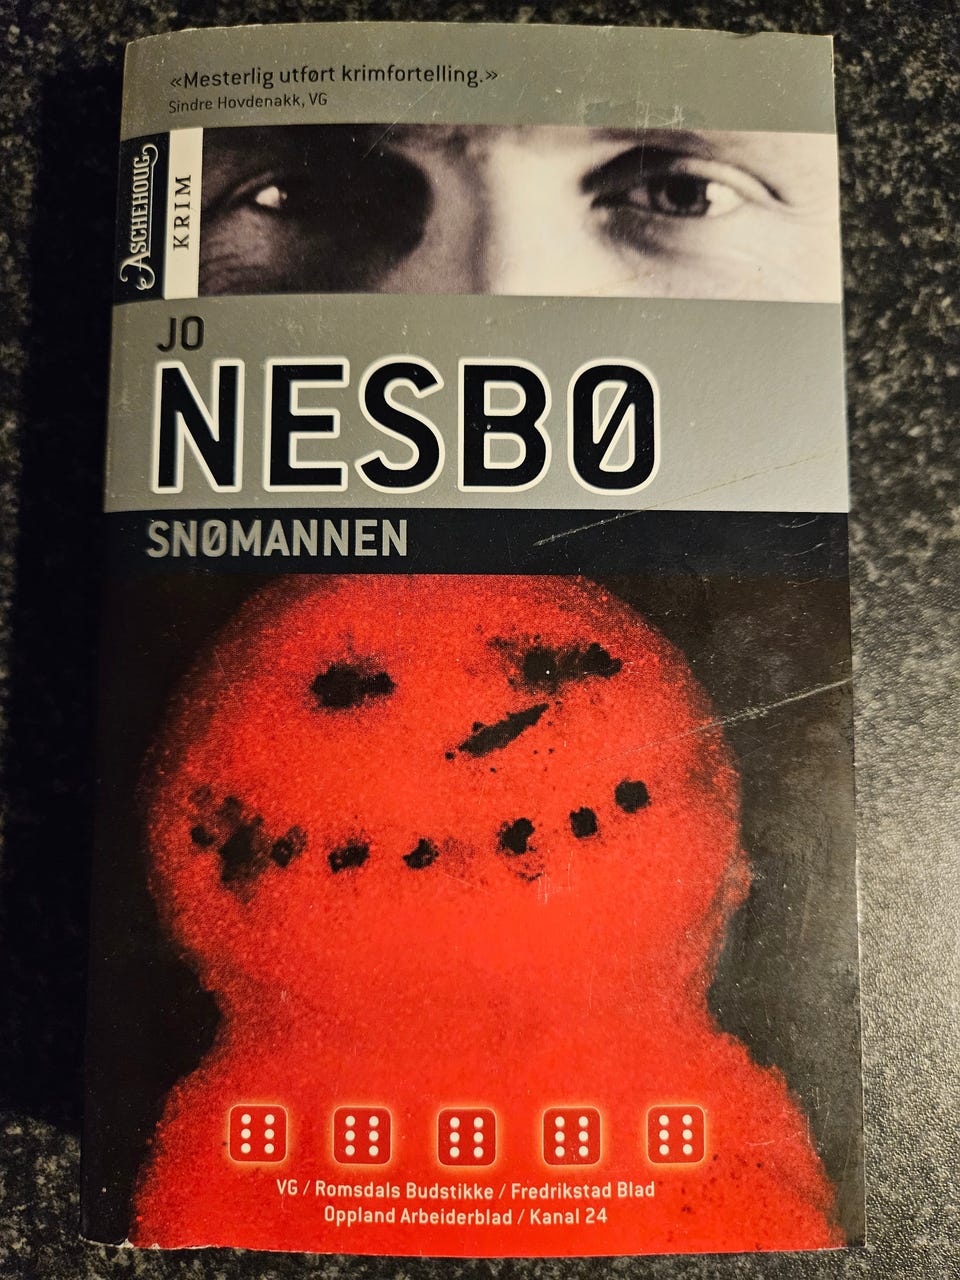 «Mesterlig utført krimfortelling.»
Sindre Hovdenakk, VG
ASCHEHOUG
KRIM
JO
NESBØ
SNØMANNEN
VG / Romsdals Budstikke / Fredrikstad Blad
Oppland Arbeiderblad / Kanal 24